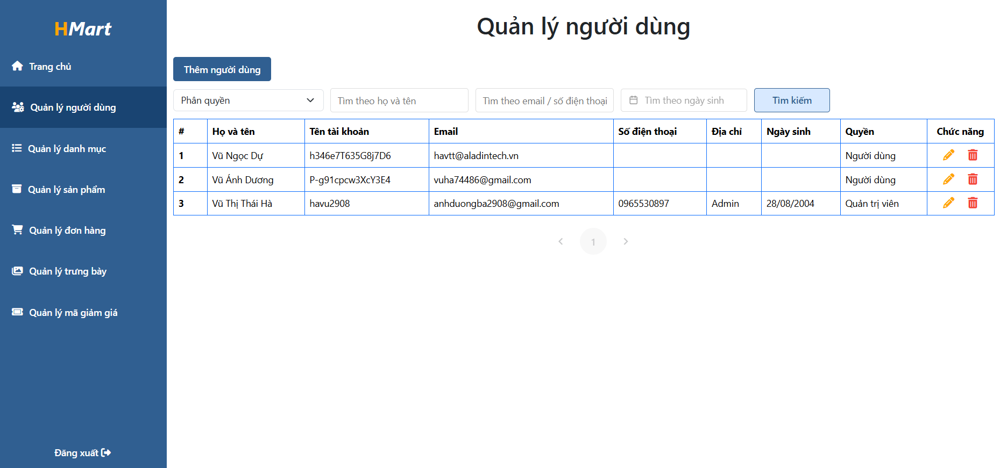 HMart
Trang chủ
Quản lý người dùng
Quản lý danh mục
Quản lý sản phẩm
Quản lý đơn hàng
Quản lý trưng bày
Quản lý mã giảm giá
Đăng xuất
Quản lý người dùng
Thêm người dùng
Phân quyền Tìm theo họ và tên Tìm theo email / số điện thoại Tìm theo ngày sinh Tìm kiếm
# Họ và tên Tên tài khoản Email Số điện thoại Địa chỉ Ngày sinh Quyền Chức năng
1 Vũ Ngọc Dự h346e7T635G8j7D6 havtt@aladintech.vn Người dùng
2 Vũ Ánh Dương P-g91cpcw3XcY3E4 vuha74486@gmail.com Người dùng
3 Vũ Thị Thái Hà havu2908 anhduongba2908@gmail.com 0965530897 Admin 28/08/2004 Quản trị viên
1